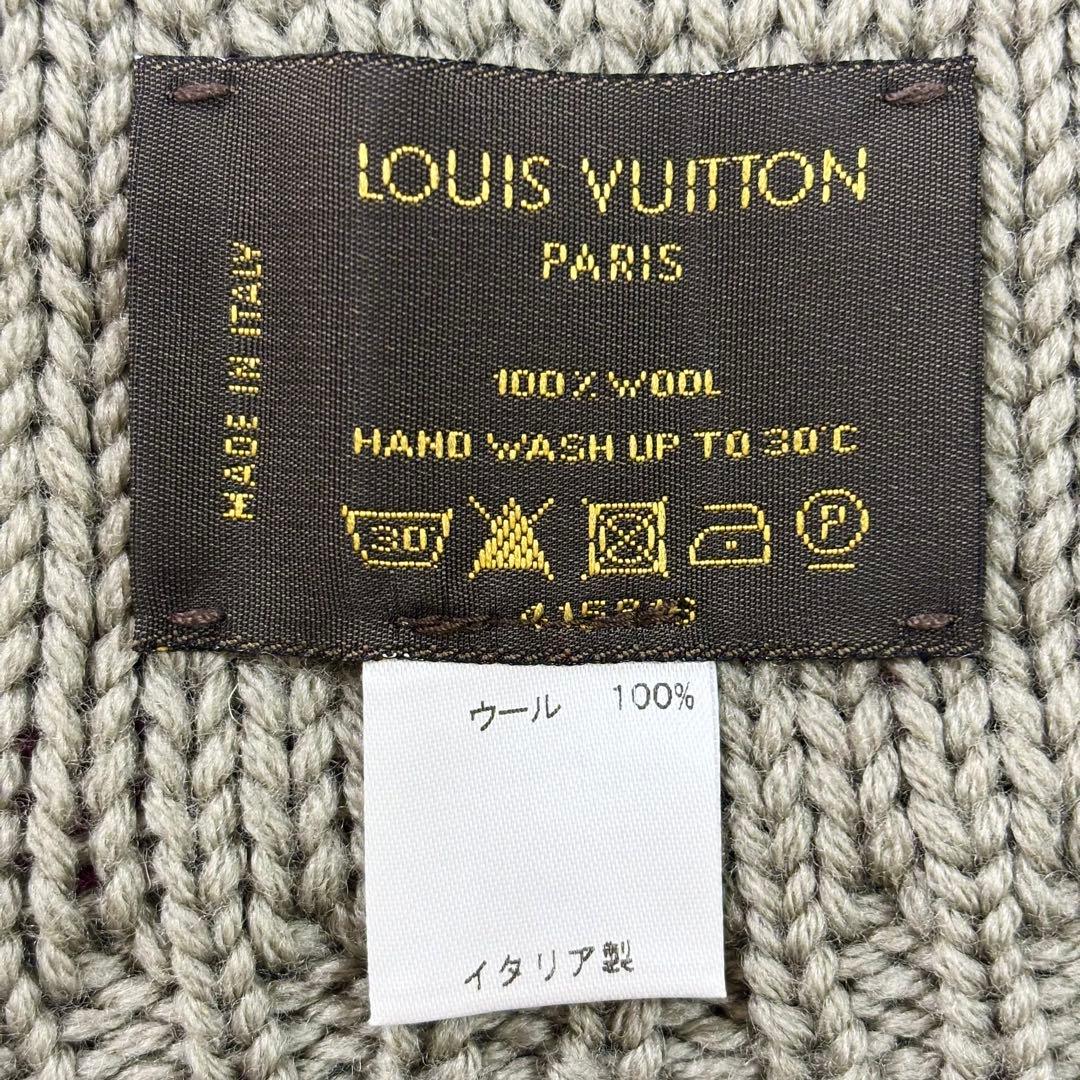 LOUIS VUITTON
PARIS
MADE IN ITALY
100% WOOL
HAND WASH UP TO 30°C
30
P
ウール 100%
イタリア製